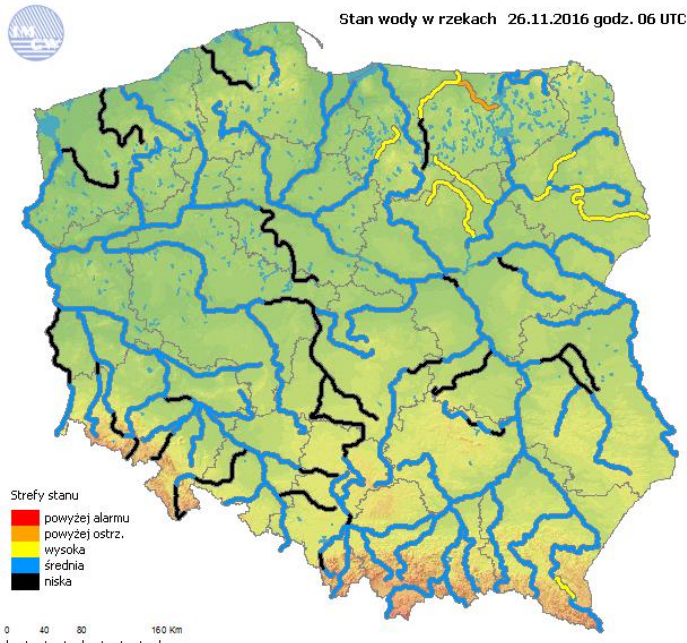 Stan wody w rzekach 26.11.2016 godz. 06 UTC
Strefy stanu
powyżej alarmu
powyżej ostrz.
wysoka
średnia
niska
0 40 80 160 Km